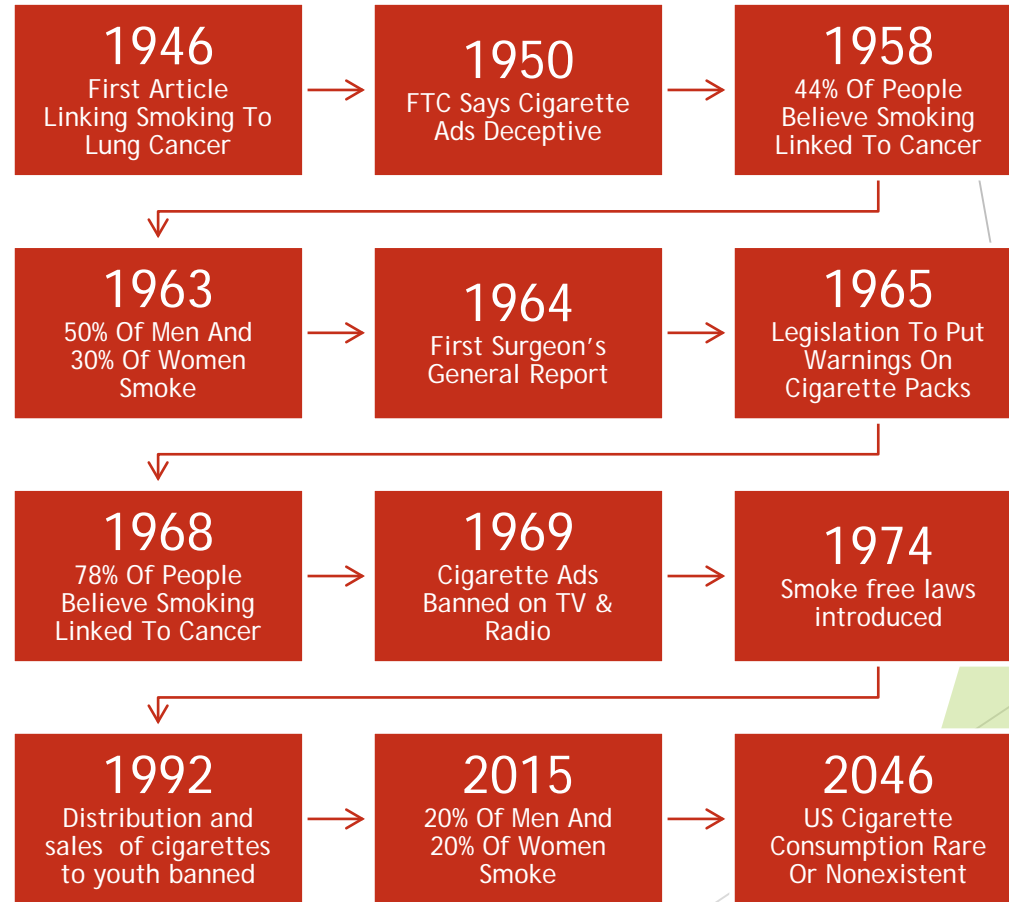 1946
First Article
Linking Smoking To
Lung Cancer
1950
FTC Says Cigarette
Ads Deceptive
1958
44% Of People
Believe Smoking
Linked To Cancer
1963
50% Of Men And
30% Of Women
Smoke
1964
First Surgeon’s
General Report
1965
Legislation To Put
Warnings On
Cigarette Packs
1968
78% Of People
Believe Smoking
Linked To Cancer
1969
Cigarette Ads
Banned on TV &
Radio
1974
Smoke free laws
introduced
1992
Distribution and
sales of cigarettes
to youth banned
2015
20% Of Men And
20% Of Women
Smoke
2046
US Cigarette
Consumption Rare
Or Nonexistent